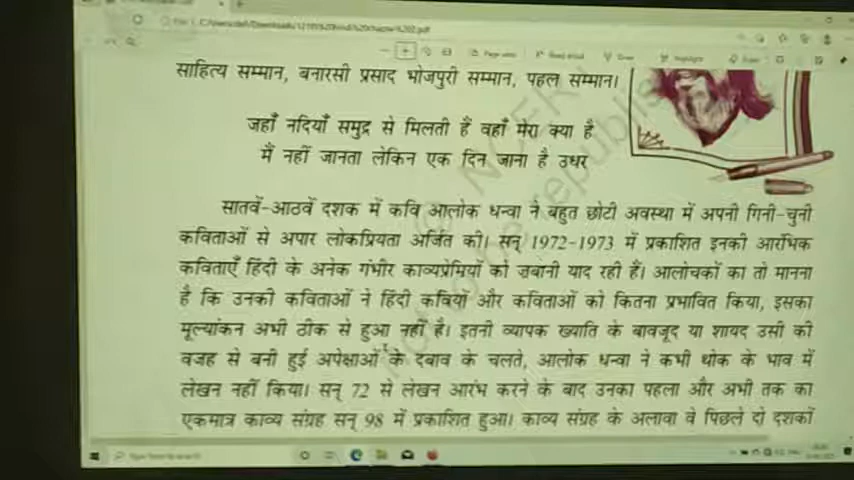 साहित्य सम्मान, बनारसी प्रसाद भोजपुरी सम्मान, पहल सम्मान।
जहाँ नदियाँ समुद्र से मिलती हैं वहाँ मेरा क्या है
मैं नहीं जानता लेकिन एक दिन जाना है उधर
सातवें-आठवें दशक में कवि आलोक धन्वा ने बहुत छोटी अवस्था में अपनी गिनी-चुनी
कविताओं से अपार लोकप्रियता अर्जित की। सन् 1972-1973 में प्रकाशित इनकी आरंभिक
कविताएँ हिंदी के अनेक गंभीर काव्यप्रेमियों को ज़बानी याद रही हैं। आलोचकों का तो मानना
है कि उनकी कविताओं ने हिंदी कवियों और कविताओं को कितना प्रभावित किया, इसका
मूल्यांकन अभी ठीक से हुआ नहीं है। इतनी व्यापक ख्याति के बावजूद या शायद उसी की
वजह से बनी हुई अपेक्षाओं के दबाव के चलते, आलोक धन्वा ने कभी थोक के भाव में
लेखन नहीं किया। सन् 72 से लेखन आरंभ करने के बाद उनका पहला और अभी तक का
एकमात्र काव्य संग्रह सन् 98 में प्रकाशित हुआ। काव्य संग्रह के अलावा वे पिछले दो दशकों